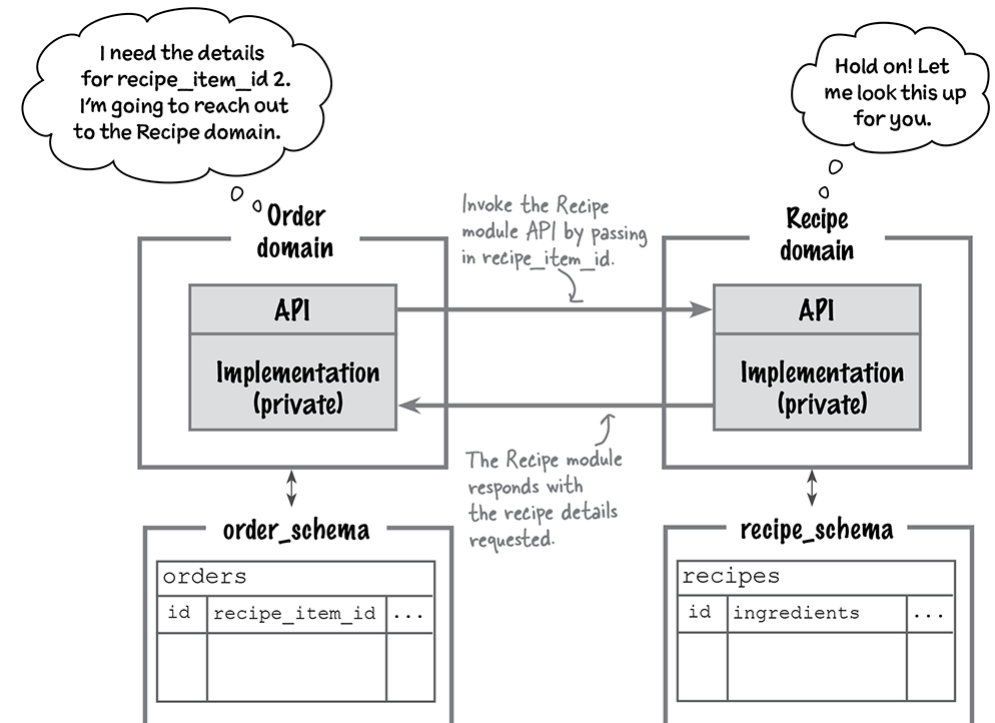 I need the details
for recipe_item_id 2.
I'm going to reach out
to the Recipe domain.
Hold on! Let
me look this up
for you.
Order
domain
Invoke the Recipe
module API by passing
in recipe_item_id.
Recipe
domain
API
Implementation
(private)
API
Implementation
(private)
The Recipe module
responds with
the recipe details
requested.
order_schema
orders
id recipe_item_id ...
recipe_schema
recipes
id ingredients ...